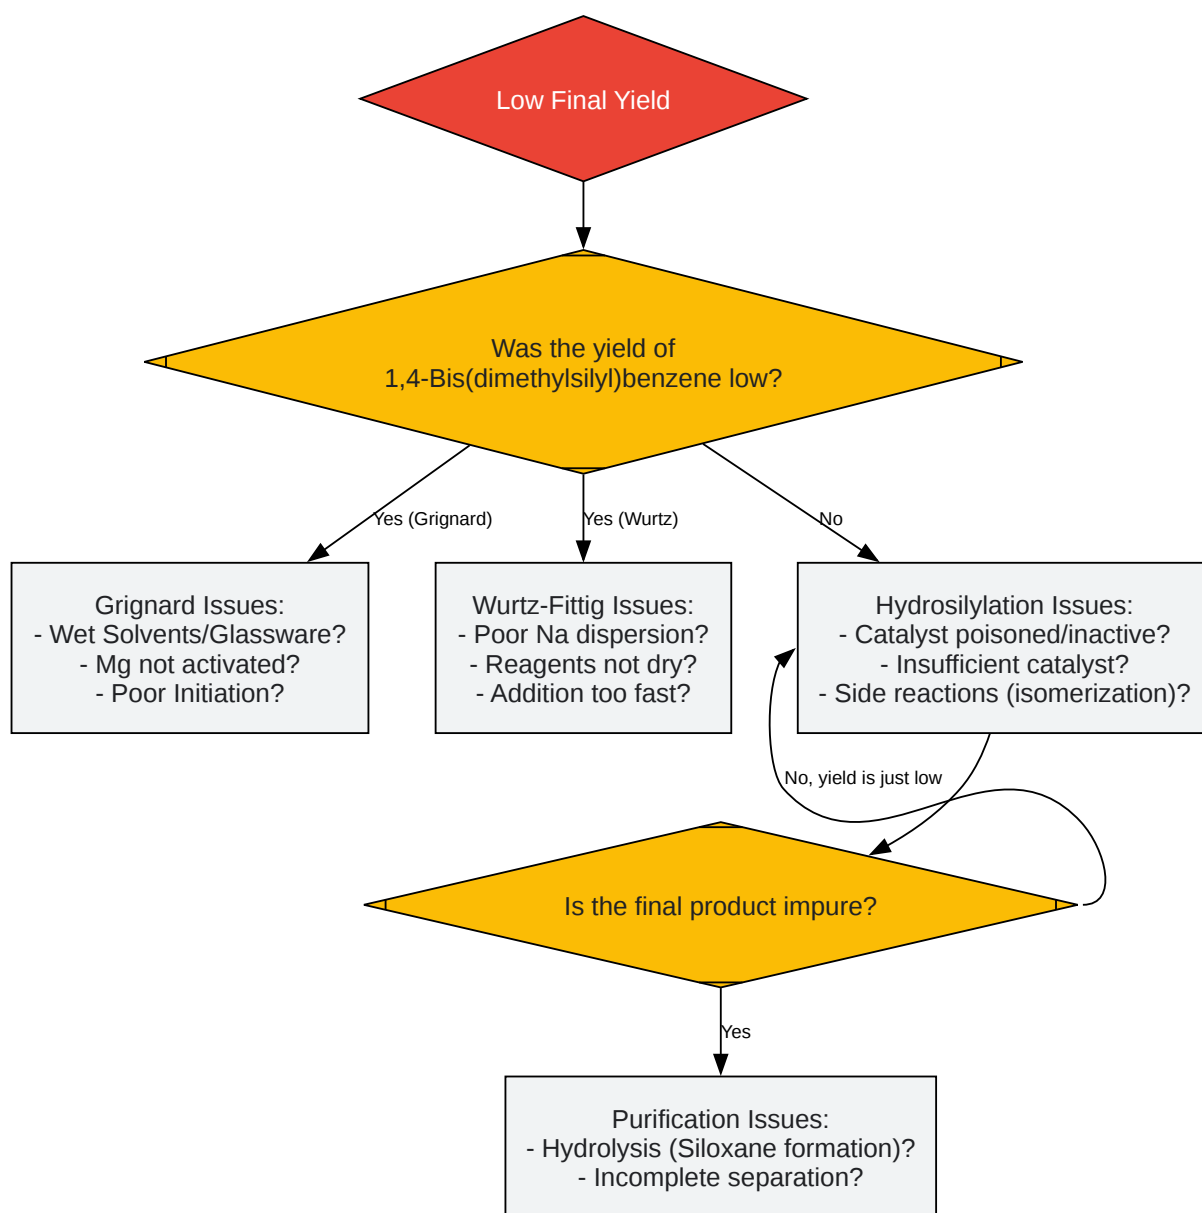 Low Final Yield
Was the yield of
1,4-Bis(dimethylsilyl)benzene low?
Yes (Grignard)
Yes (Wurtz)
No
Grignard Issues:
- Wet Solvents/Glassware?
- Mg not activated?
- Poor Initiation?
Wurtz-Fittig Issues:
- Poor Na dispersion?
- Reagents not dry?
- Addition too fast?
Hydrosilylation Issues:
- Catalyst poisoned/inactive?
- Insufficient catalyst?
- Side reactions (isomerization)?
No, yield is just low
Is the final product impure?
Yes
Purification Issues:
- Hydrolysis (Siloxane formation)?
- Incomplete separation?